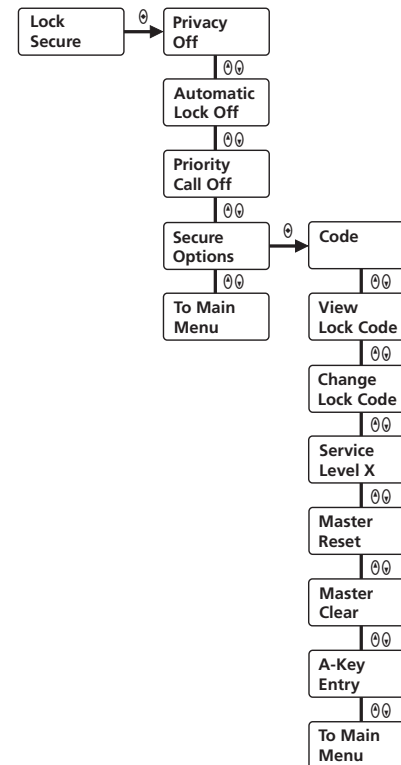 Lock
Secure
Privacy
Off
Automatic
Lock Off
Priority
Call Off
Secure
Options
To Main
Menu
Code
View
Lock Code
Change
Lock Code
Service
Level X
Master
Reset
Master
Clear
A-Key
Entry
To Main
Menu